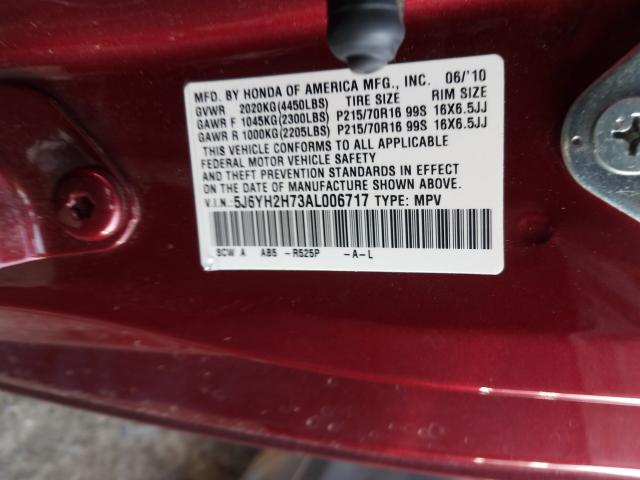 MFD. BY HONDA OF AMERICA MFG., INC. 06/'10
GVWR 2020KG(4450LBS) TIRE SIZE RIM SIZE
GAWR F 1045KG(2300LBS) P215/70R16 99S 16X6.5JJ
GAWR R 1000KG(2205LBS) P215/70R16 99S 16X6.5JJ
THIS VEHICLE CONFORMS TO ALL APPLICABLE
FEDERAL MOTOR VEHICLE SAFETY
AND THEFT PREVENTION STANDARDS IN EFFECT
ON THE DATE OF MANUFACTURE SHOWN ABOVE.
V.I.N.: 5J6YH2H73AL006717 TYPE: MPV
SCW A AB5 -R525P -A-L